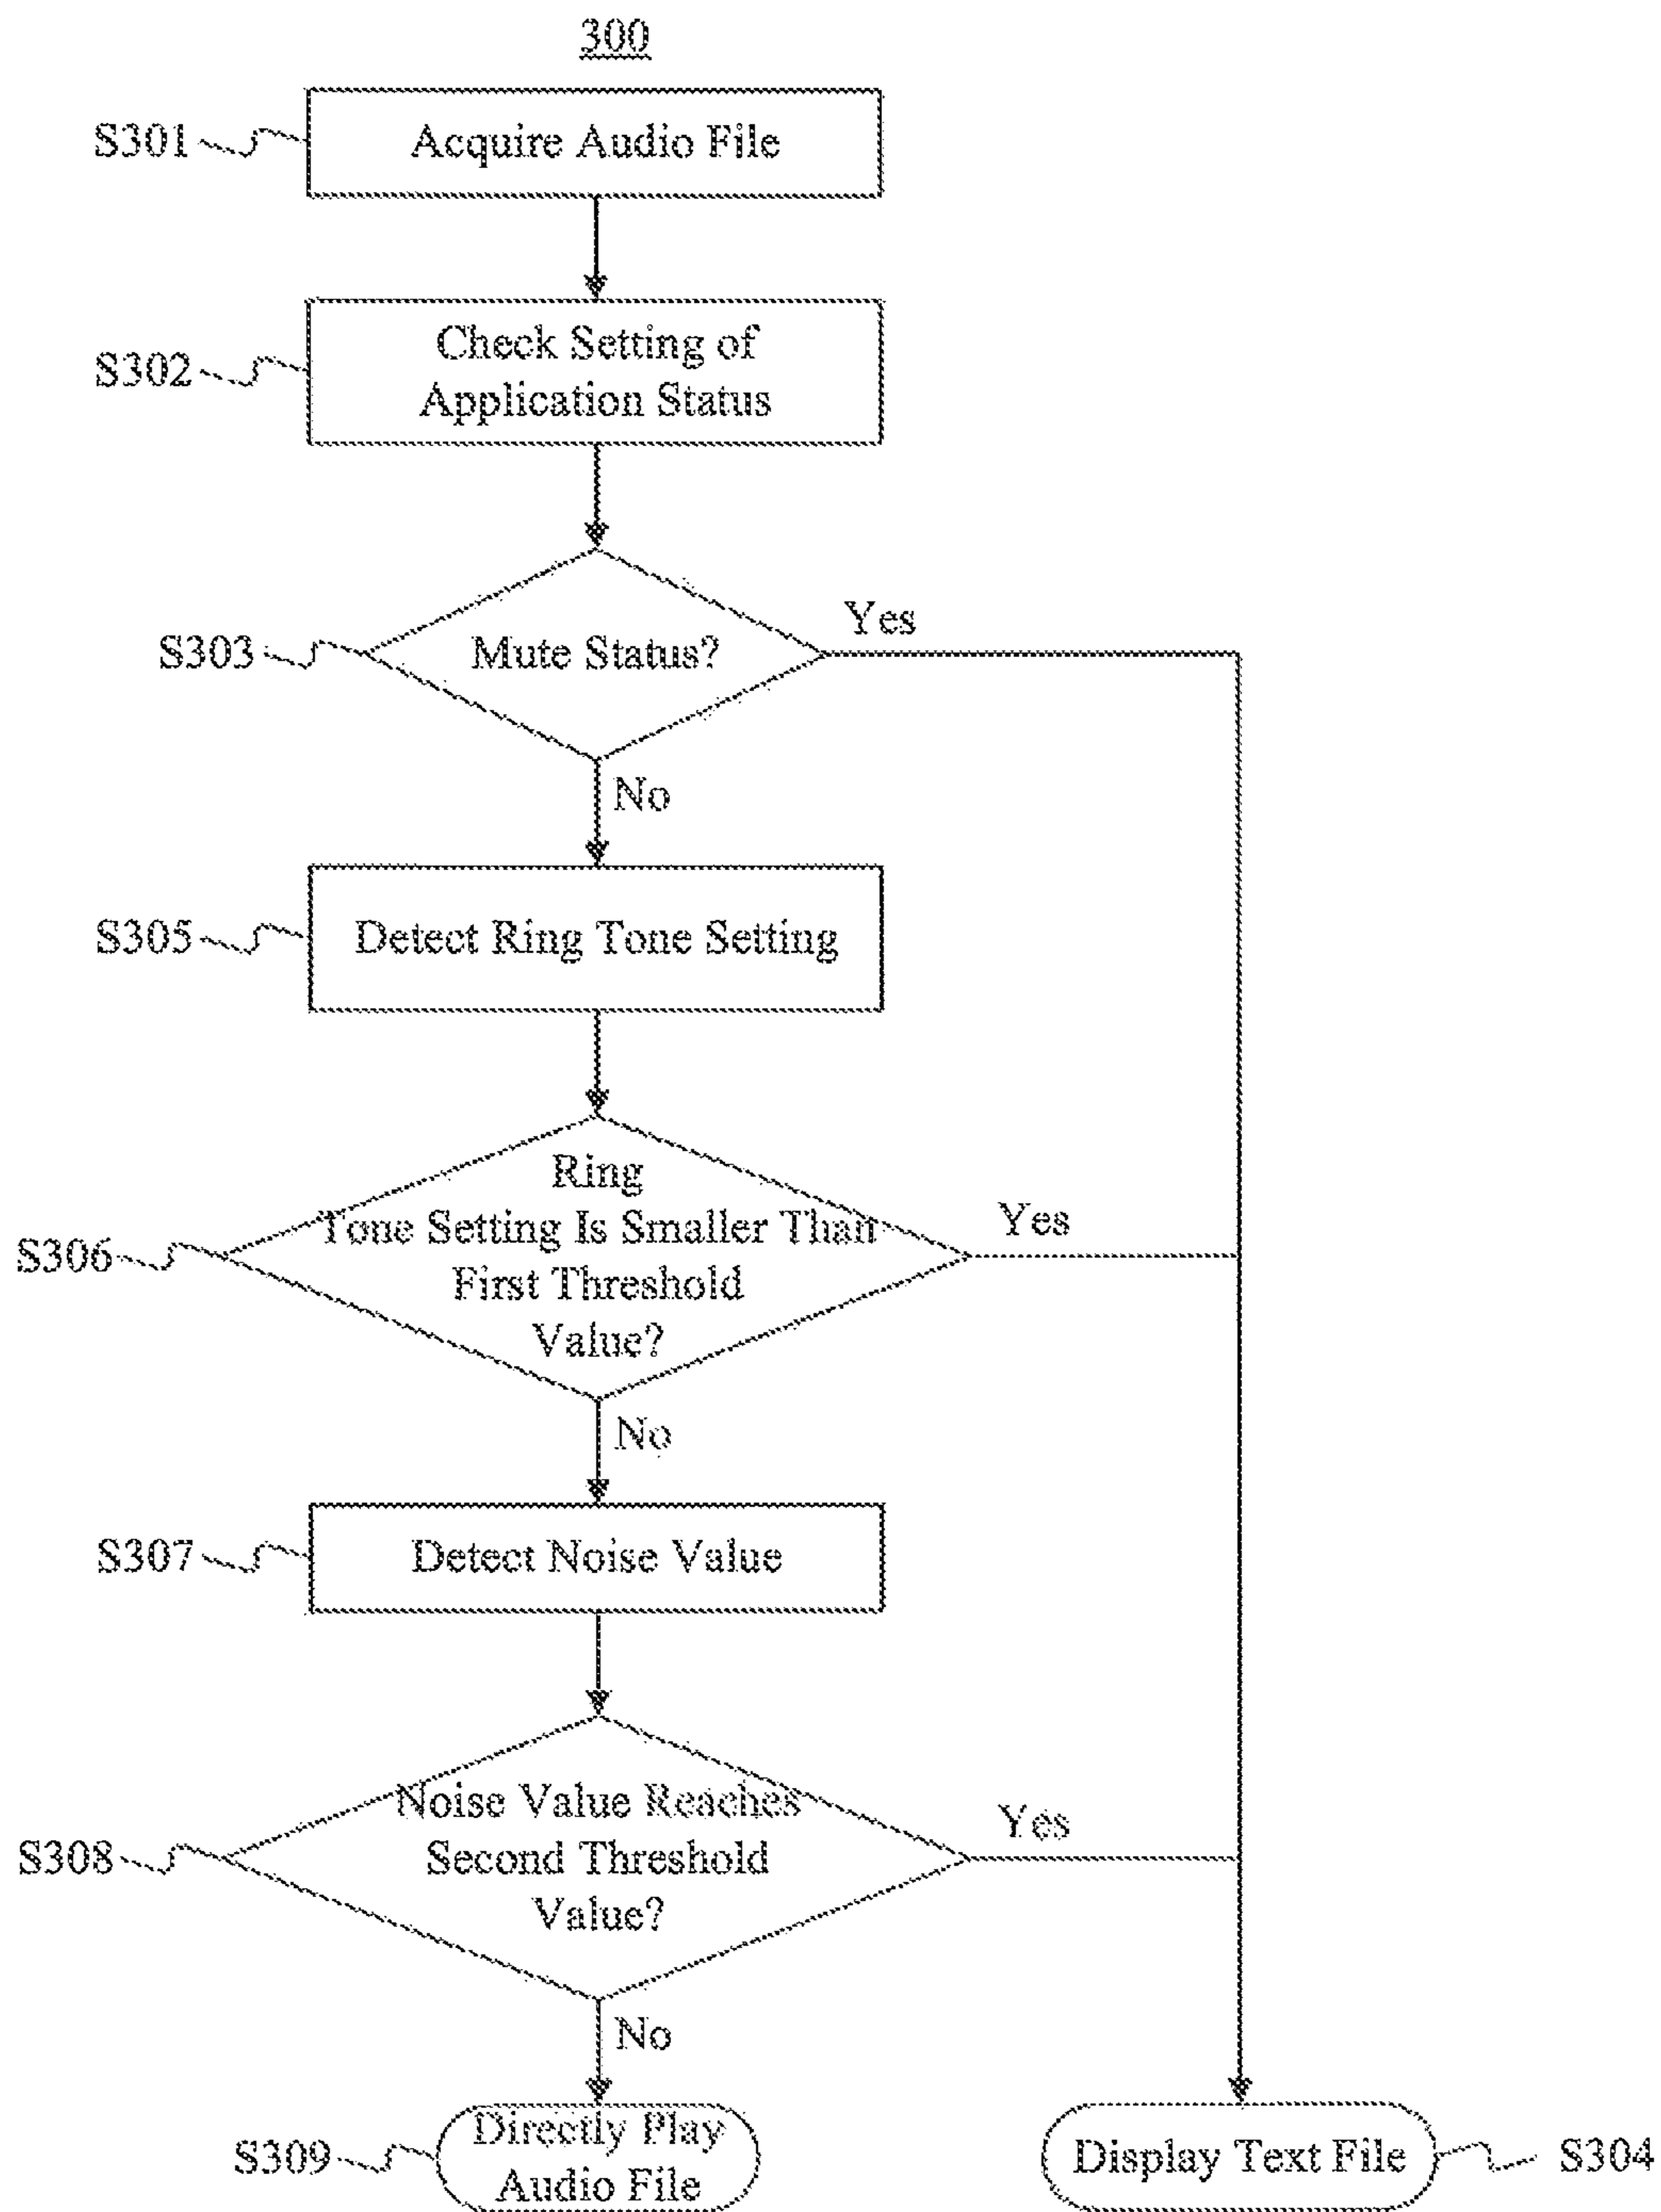 300
S301
Acquire Audio File
S302
Check Setting of
Application Status
S303
Mute Status?
Yes
No
S305
Detect Ring Tone Setting
S306
Ring
Tone Setting Is Smaller Than
First Threshold
Value?
Yes
No
S307
Detect Noise Value
S308
Noise Value Reaches
Second Threshold
Value?
Yes
No
S309
Directly Play
Audio File
Display Text File
S304